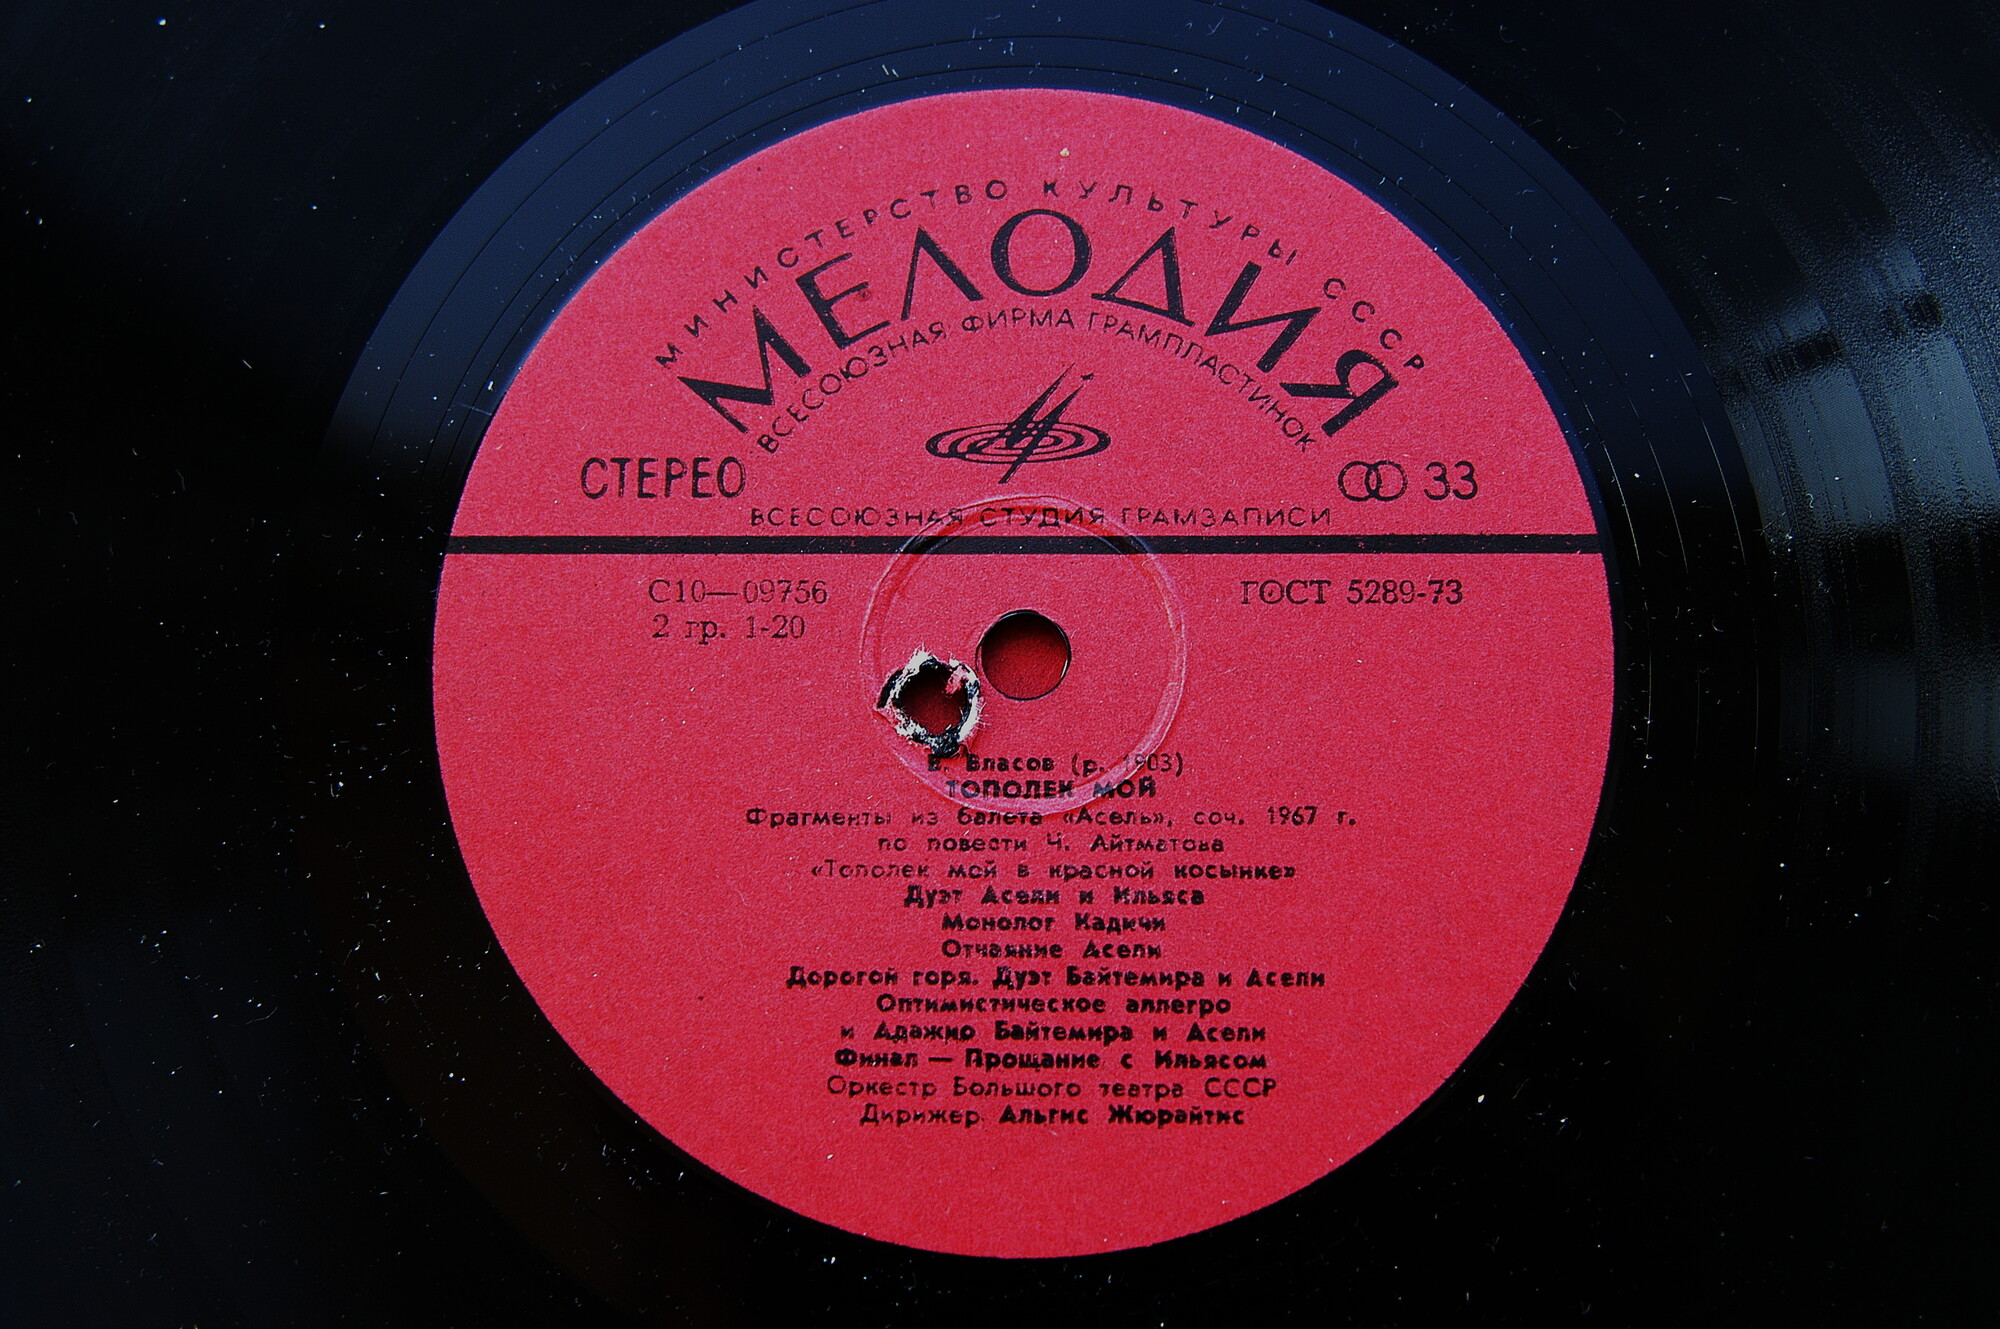 МИНИСТЕРСТВО КУЛЬТУРЫ СССР
МЕЛОДИЯ
ВСЕСОЮЗНАЯ ФИРМА ГРАМПЛАСТИНОК
СТЕРЕО
33
ВСЕСОЮЗНАЯ СТУДИЯ ГРАМЗАПИСИ
С10—09756
ГОСТ 5289-73
2 гр. 1-20
В. Власов (р. 1903)
ТОПОЛЕК МОЙ
Фрагменты из балета «Асель», соч. 1967 г.
по повести Ч. Айтматова
«Тополек мой в красной косынке»
Дуэт Асели и Ильяса
Монолог Кадичи
Отчаяние Асели
Дорогой горя. Дуэт Байтемира и Асели
Оптимистическое аллегро
и Адажио Байтемира и Асели
Финал — Прощание с Ильясом
Оркестр Большого театра СССР
Дирижер Альгис Жюрайтис